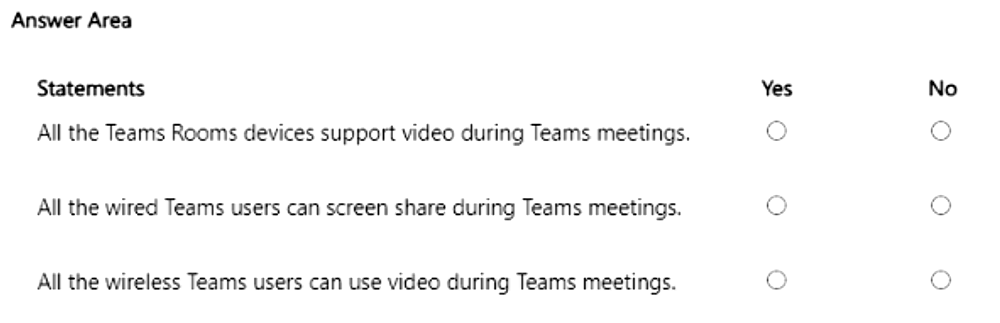 Answer Area
Statements Yes No
All the Teams Rooms devices support video during Teams meetings.
All the wired Teams users can screen share during Teams meetings.
All the wireless Teams users can use video during Teams meetings.